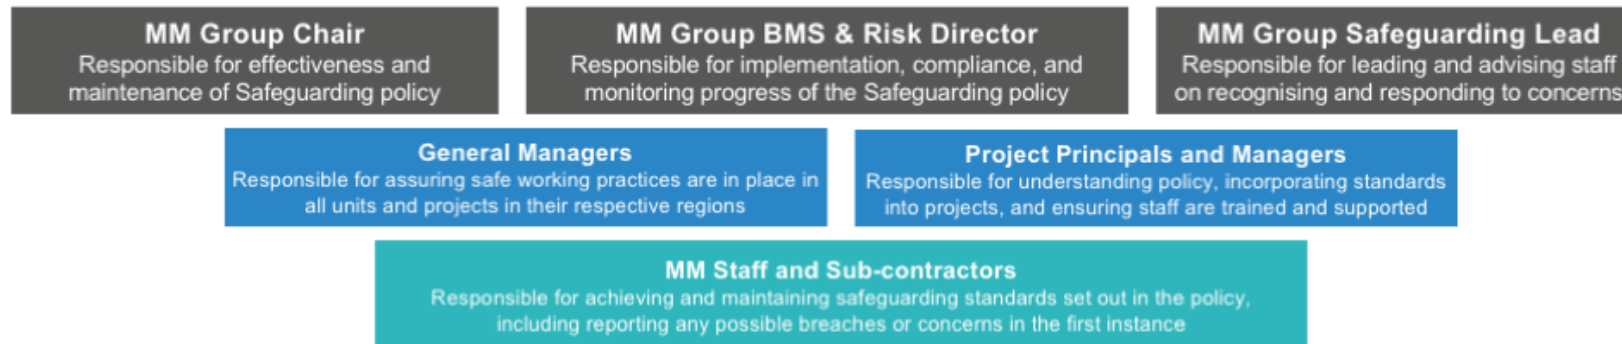 MM Group Chair
Responsible for effectiveness and
maintenance of Safeguarding policy
MM Group BMS & Risk Director
Responsible for implementation, compliance, and
monitoring progress of the Safeguarding policy
MM Group Safeguarding Lead
Responsible for leading and advising staff
on recognising and responding to concerns
General Managers
Responsible for assuring safe working practices are in place in
all units and projects in their respective regions
Project Principals and Managers
Responsible for understanding policy, incorporating standards
into projects, and ensuring staff are trained and supported
MM Staff and Sub-contractors
Responsible for achieving and maintaining safeguarding standards set out in the policy,
including reporting any possible breaches or concerns in the first instance